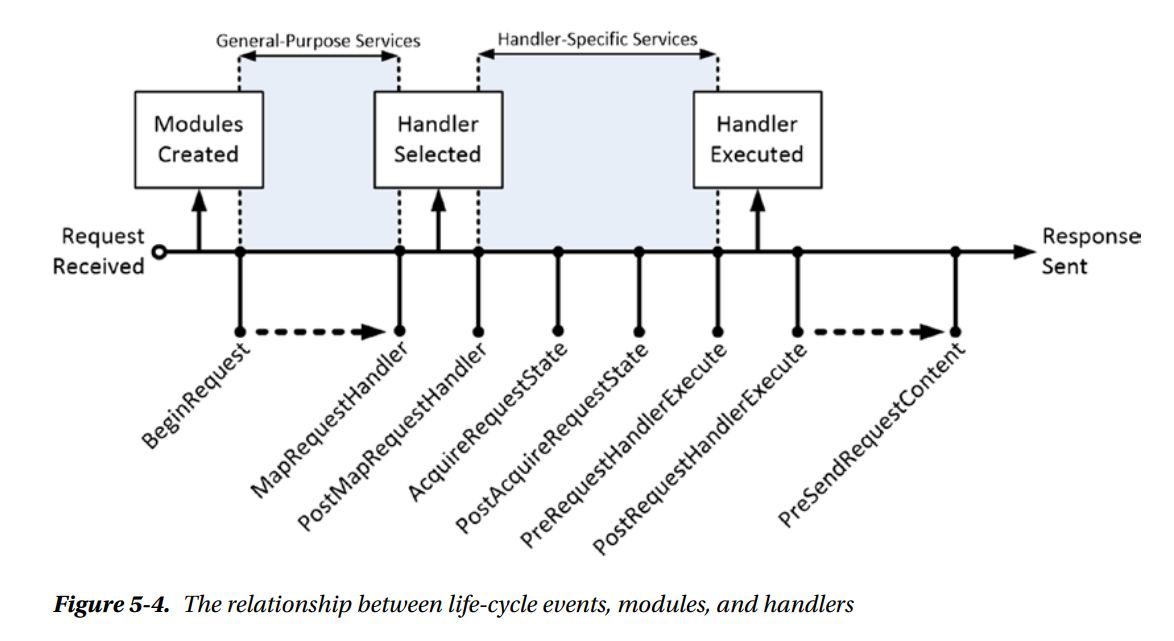 General-Purpose Services
Handler-Specific Services
Modules
Created
Handler
Selected
Handler
Executed
Request
Received
Response
Sent
BeginRequest
MapRequestHandler
PostMapRequestHandler
AcquireRequestState
PostAcquireRequestState
PreRequestHandlerExecute
PostRequestHandlerExecute
PreSendRequestContent
Figure 5-4. The relationship between life-cycle events, modules, and handlers